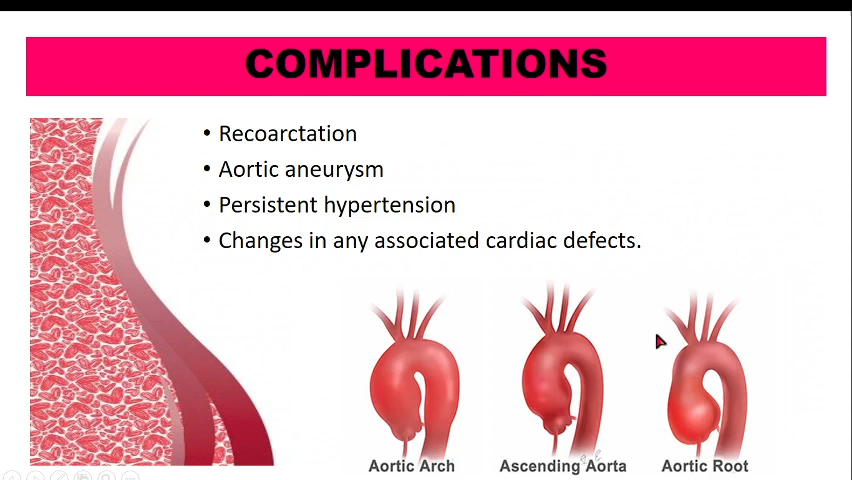 COMPLICATIONS
• Recoarctation
• Aortic aneurysm
• Persistent hypertension
• Changes in any associated cardiac defects.
Aortic Arch
Ascending Aorta
Aortic Root